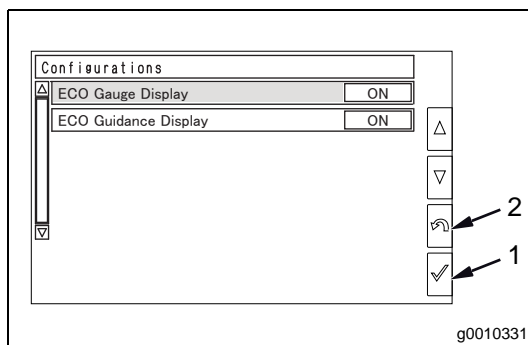 Configurations
ECO Gauge Display ON
ECO Guidance Display ON
2
1
g0010331